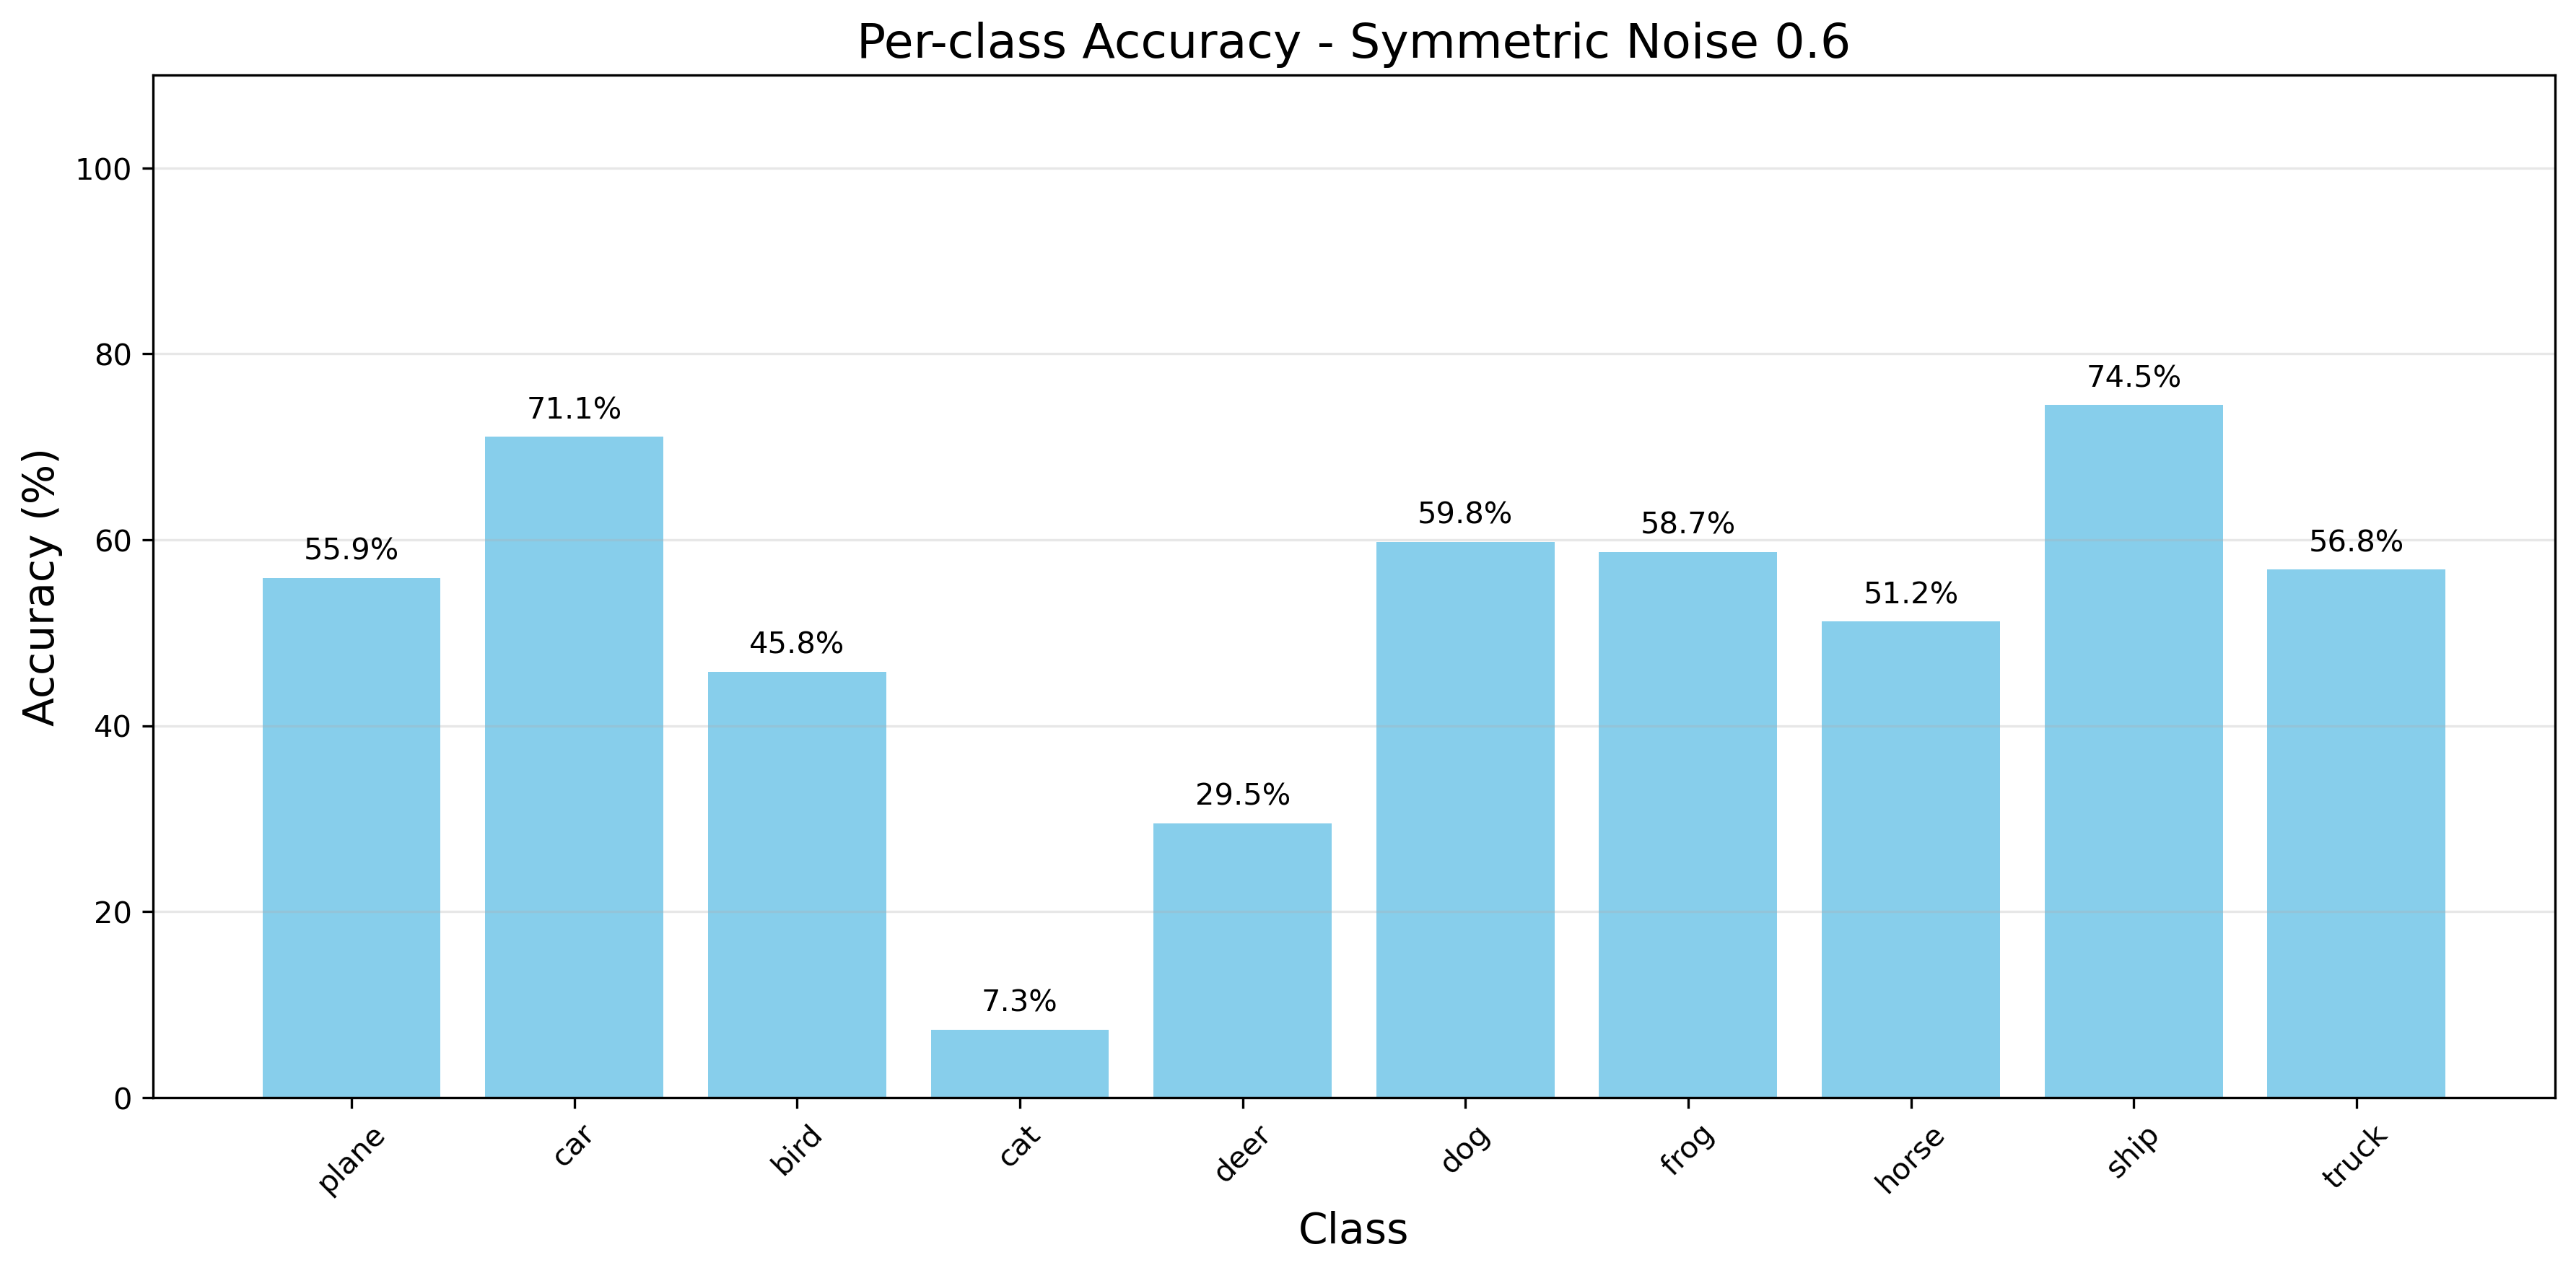 Per-class Accuracy - Symmetric Noise 0.6
Accuracy (%)
100
80
60
40
20
0
55.9%
71.1%
45.8%
7.3%
29.5%
59.8%
58.7%
51.2%
74.5%
56.8%
plane
car
bird
cat
deer
dog
frog
horse
ship
truck
Class